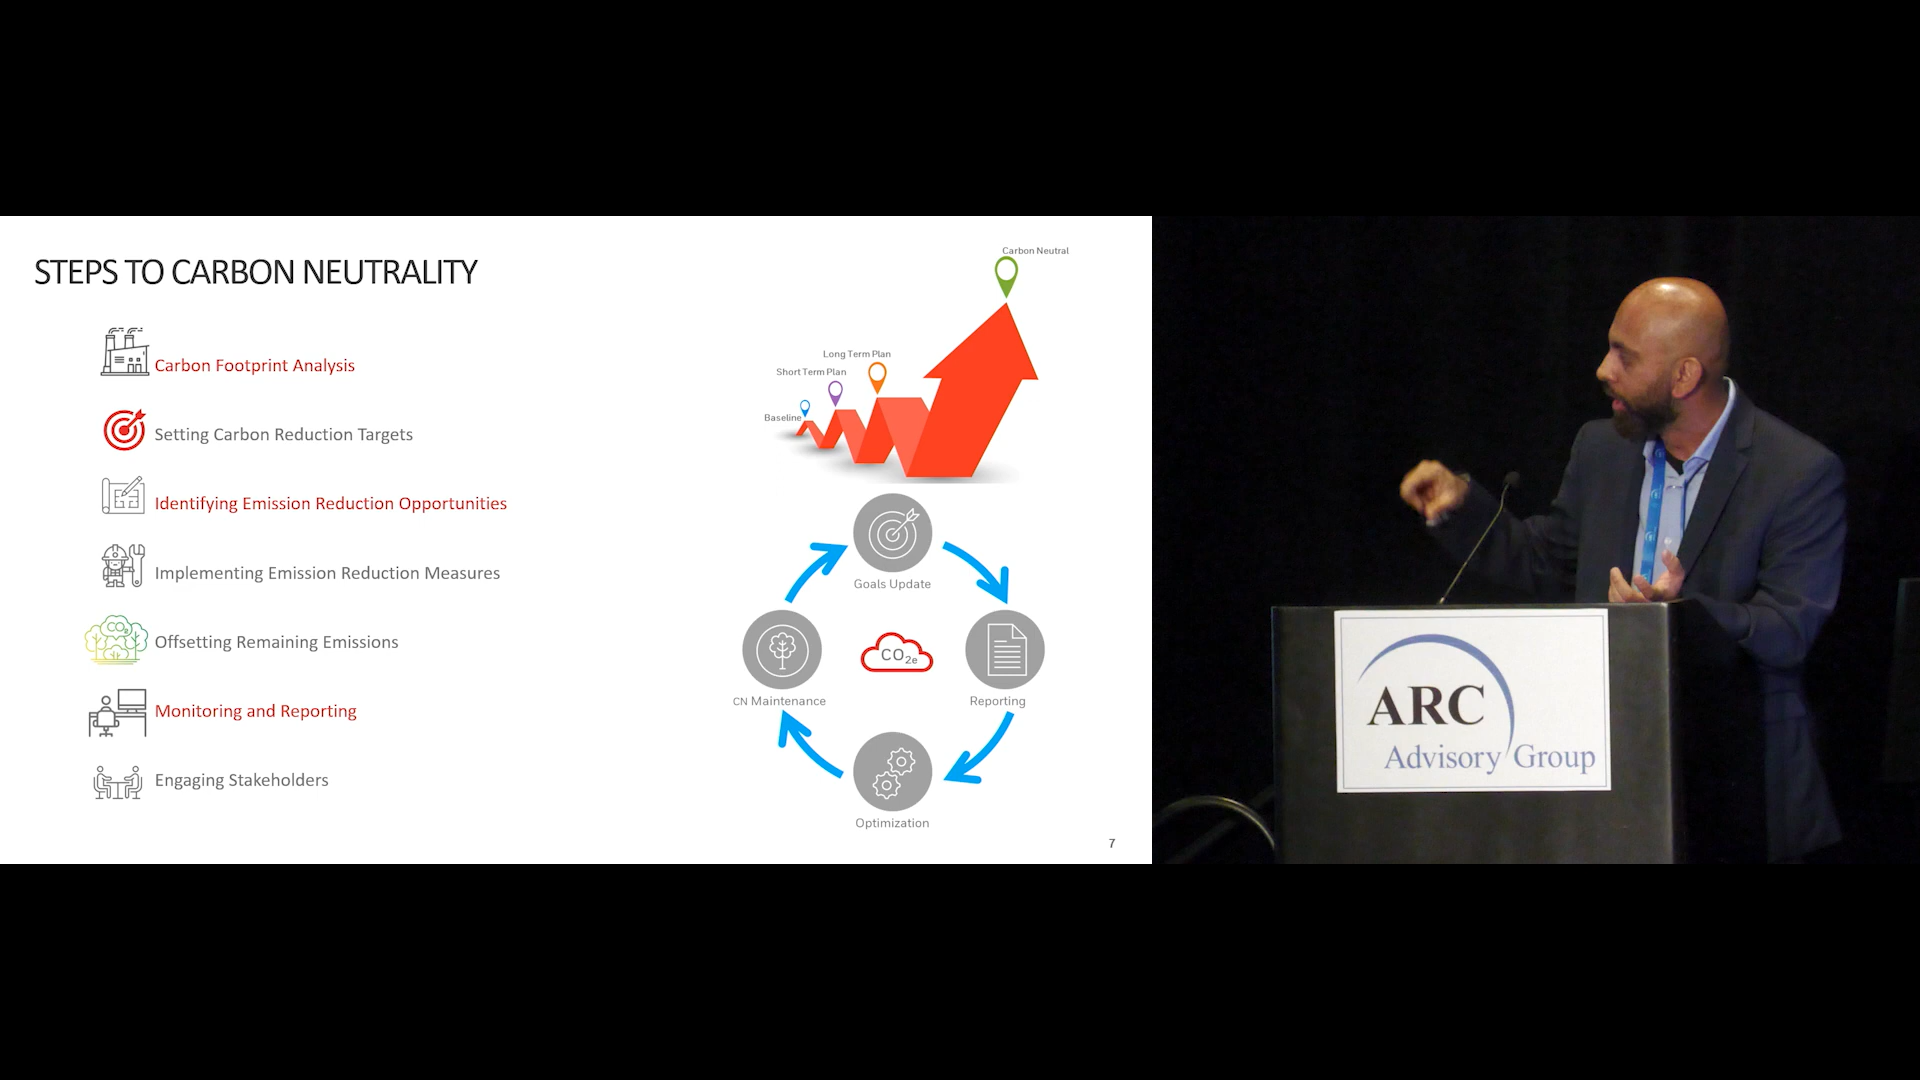 STEPS TO CARBON NEUTRALITY
Carbon Footprint Analysis
Setting Carbon Reduction Targets
Identifying Emission Reduction Opportunities
Implementing Emission Reduction Measures
CO2
Offsetting Remaining Emissions
Monitoring and Reporting
Engaging Stakeholders
Carbon Neutral
Long Term Plan
Short Term Plan
Baseline
Goals Update
CO2e
CN Maintenance
Reporting
Optimization
7
ARC
Advisory Group